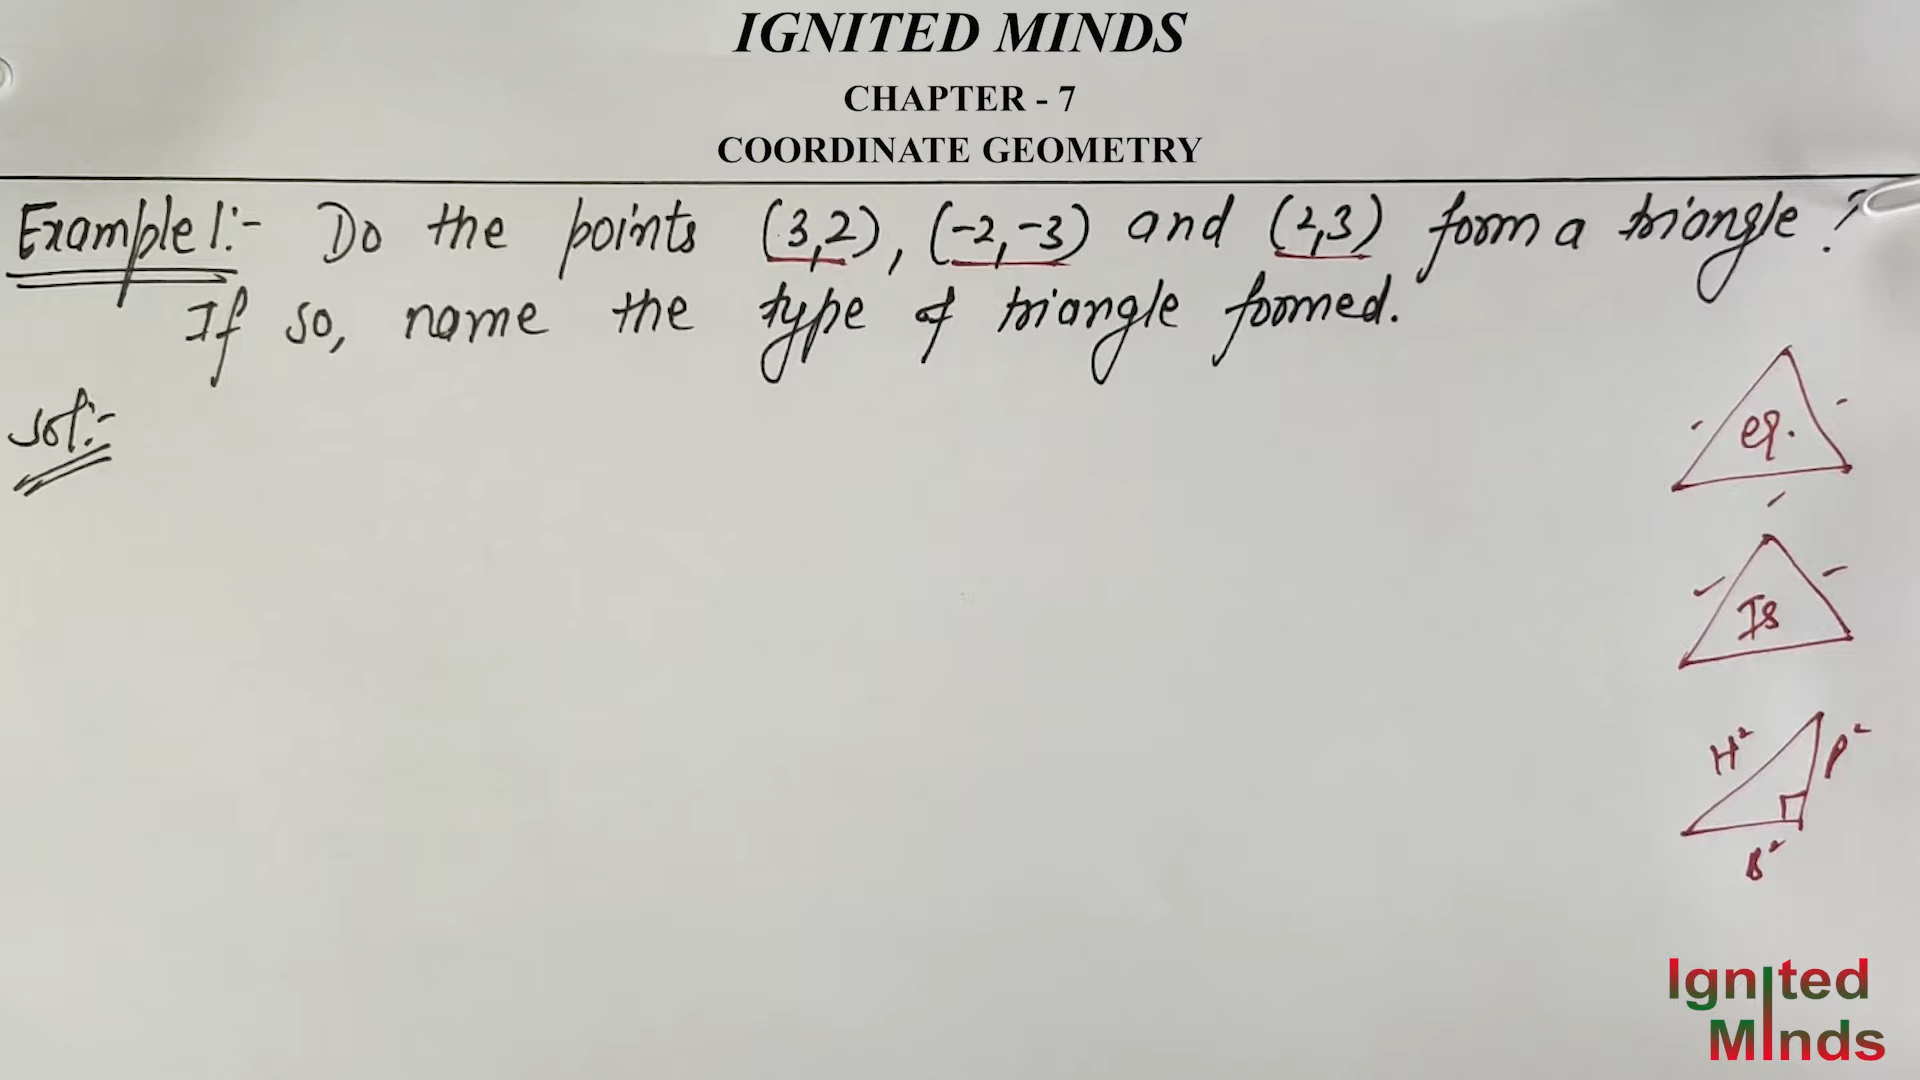 IGNITED MINDS
CHAPTER - 7
COORDINATE GEOMETRY
Example 1:- Do the points (3,2), (-2,-3) and (2,3) form a triangle?
If so, name the type of triangle formed.
Sol:-
eq.
Is
H²
P²
B²
Ignited
Minds